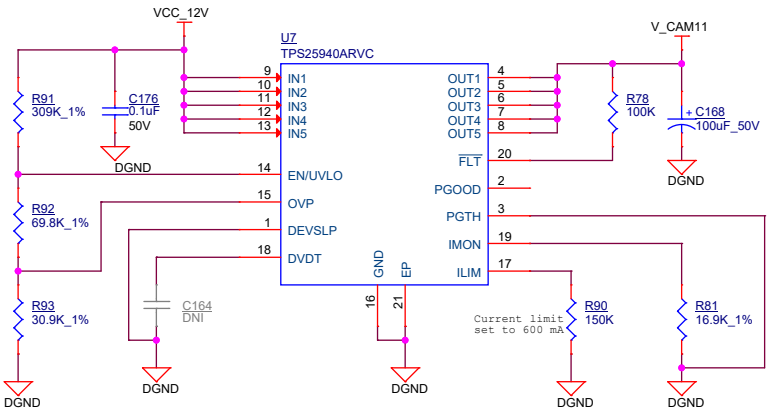 VCC_12V
V_CAM11
U7
TPS25940ARVC
R91
309K_1%
C176
0.1uF
50V
DGND
9 IN1
10 IN2
11 IN3
12 IN4
13 IN5
14 EN/UVLO
15 OVP
1 DEVSLP
18 DVDT
OUT1 4
OUT2 5
OUT3 6
OUT4 7
OUT5 8
FLT 20
PGOOD 2
PGTH 3
IMON 19
ILIM 17
GND
16
EP
21
R78
100K
+
C168
100uF_50V
DGND
R92
69.8K_1%
R93
30.9K_1%
C164
DNI
Current limit
set to 600 mA
R90
150K
R81
16.9K_1%
DGND
DGND
DGND
DGND
DGND